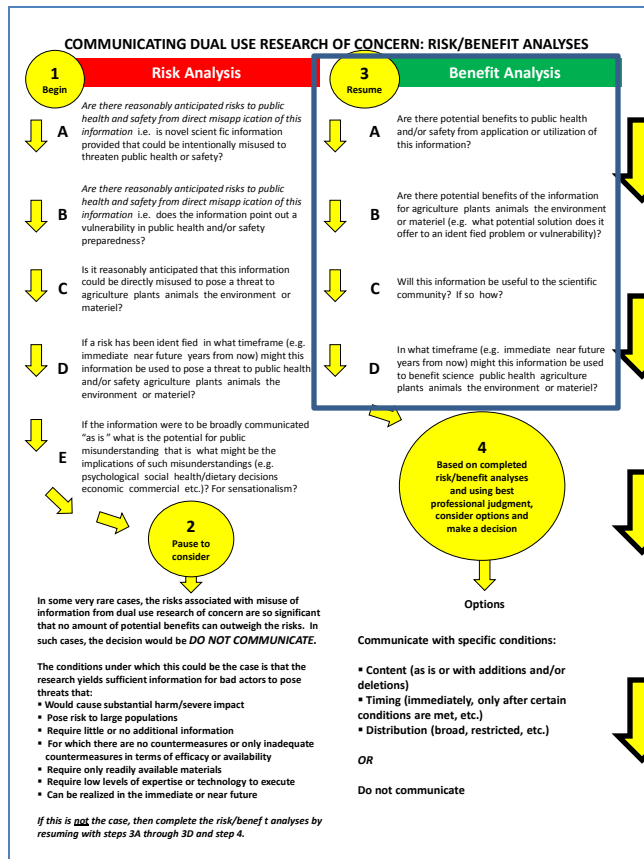 COMMUNICATING DUAL USE RESEARCH OF CONCERN: RISK/BENEFIT ANALYSES
1
Begin
Risk Analysis
A
Are there reasonably anticipated risks to public
health and safety from direct misapp ication of this
information i.e. is novel scient fic information
provided that could be intentionally misused to
threaten public health or safety?
B
Are there reasonably anticipated risks to public
health and safety from direct misapp ication of this
information i.e. does the information point out a
vulnerability in public health and/or safety
preparedness?
C
Is it reasonably anticipated that this information
could be directly misused to pose a threat to
agriculture plants animals the environment or
materiel?
D
If a risk has been ident fied in what timeframe (e.g.
immediate near future years from now) might this
information be used to pose a threat to public health
and/or safety agriculture plants animals the
environment or materiel?
E
If the information were to be broadly communicated
"as is " what is the potential for public
misunderstanding that is what might be the
implications of such misunderstandings (e.g.
psychological social health/dietary decisions
economic commercial etc.)? For sensationalism?
2
Pause to
consider
In some very rare cases, the risks associated with misuse of
information from dual use research of concern are so significant
that no amount of potential benefits can outweigh the risks. In
such cases, the decision would be DO NOT COMMUNICATE.
The conditions under which this could be the case is that the
research yields sufficient information for bad actors to pose
threats that:
▪ Would cause substantial harm/severe impact
▪ Pose risk to large populations
▪ Require little or no additional information
▪ For which there are no countermeasures or only inadequate
countermeasures in terms of efficacy or availability
▪ Require only readily available materials
▪ Require low levels of expertise or technology to execute
▪ Can be realized in the immediate or near future
If this is not the case, then complete the risk/benef t analyses by
resuming with steps 3A through 3D and step 4.
3
Resume
Benefit Analysis
A
Are there potential benefits to public health
and/or safety from application or utilization of
this information?
B
Are there potential benefits of the information
for agriculture plants animals the environment
or materiel (e.g. what potential solution does it
offer to an ident fied problem or vulnerability)?
C
Will this information be useful to the scientific
community? If so how?
D
In what timeframe (e.g. immediate near future
years from now) might this information be used
to benefit science public health agriculture
plants animals the environment or materiel?
4
Based on completed
risk/benefit analyses
and using best
professional judgment,
consider options and
make a decision
Options
Communicate with specific conditions:
▪ Content (as is or with additions and/or
deletions)
▪ Timing (immediately, only after certain
conditions are met, etc.)
▪ Distribution (broad, restricted, etc.)
OR
Do not communicate